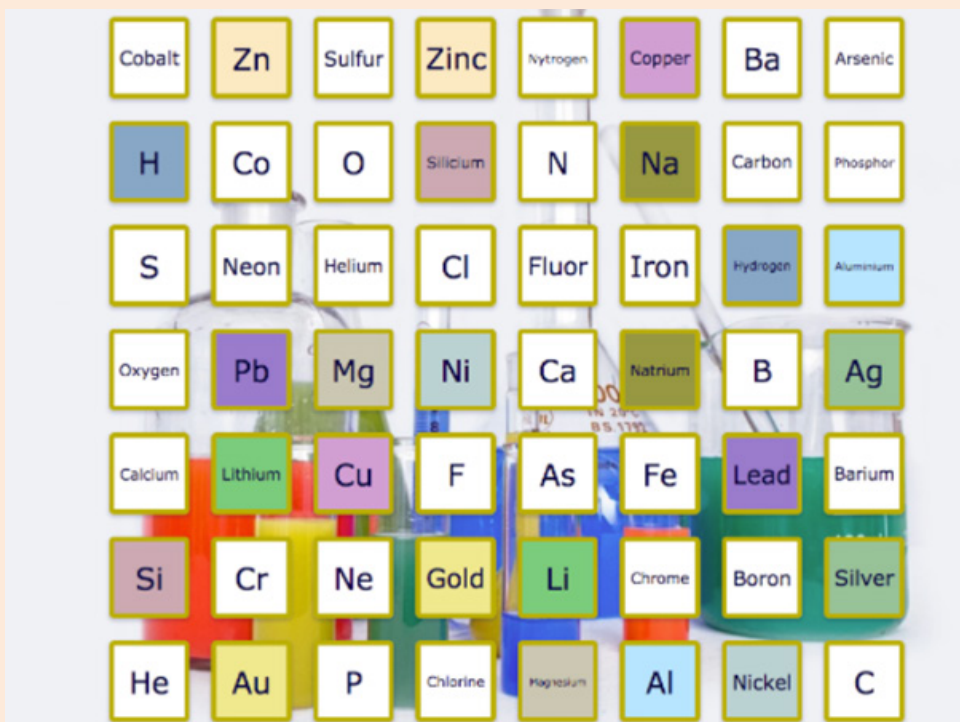 Cobalt Zn Sulfur Zinc Nytrogen Copper Ba Arsenic
H Co O Silicium N Na Carbon Phosphor
S Neon Helium Cl Fluor Iron Hydrogen Aluminium
Oxygen Pb Mg Ni Ca Natrium B Ag
Calcium Lithium Cu F As Fe Lead Barium
Si Cr Ne Gold Li Chrome Boron Silver
He Au P Chlorine Magnesium Al Nickel C